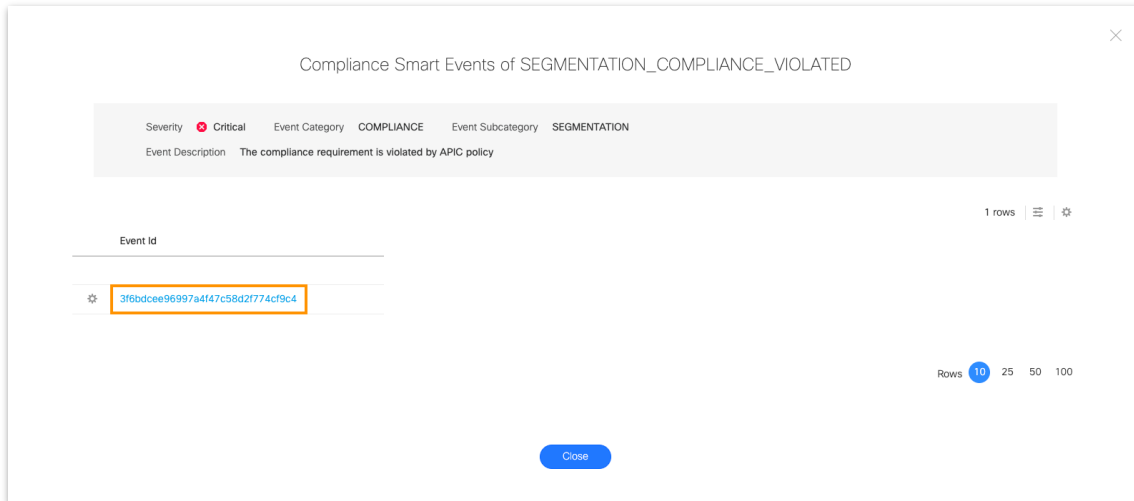 Compliance Smart Events of SEGMENTATION_COMPLIANCE_VIOLATED
Severity Critical Event Category COMPLIANCE Event Subcategory SEGMENTATION
Event Description The compliance requirement is violated by APIC policy
1 rows
Event Id
3f6bdcee96997a4f47c58d2f774cf9c4
Rows 10 25 50 100
Close